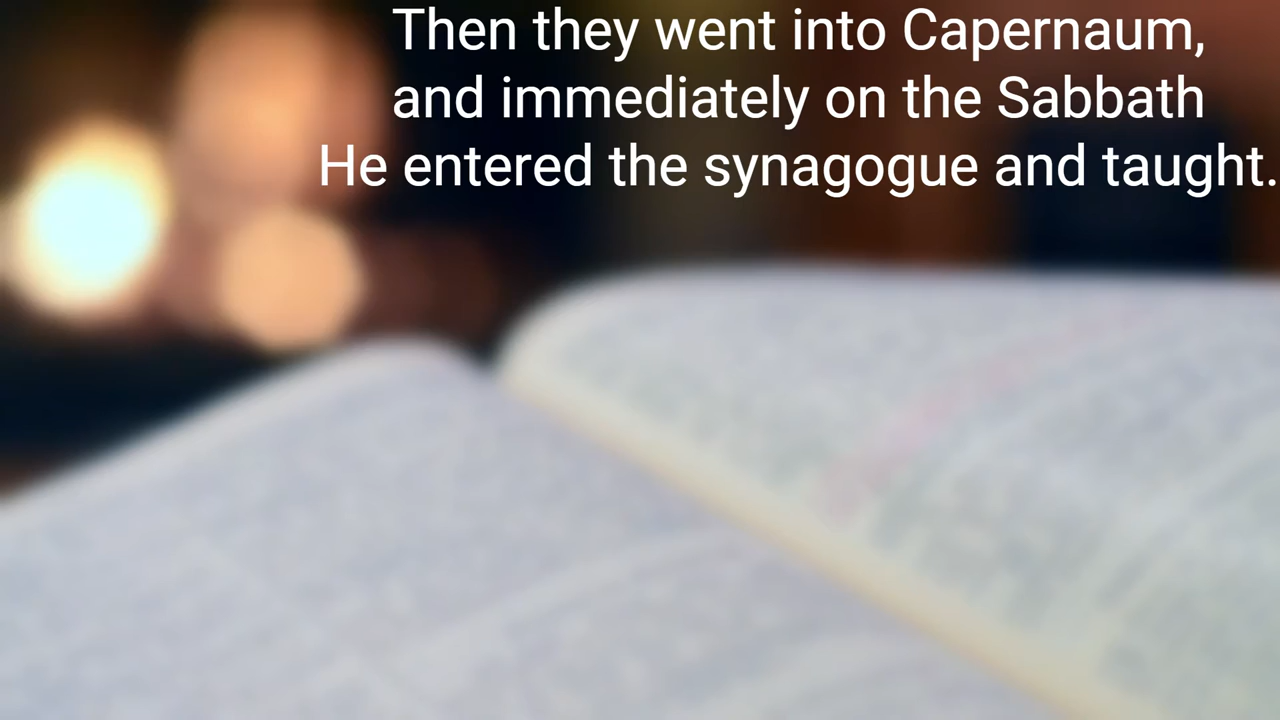 Then they went into Capernaum,
and immediately on the Sabbath
He entered the synagogue and taught.